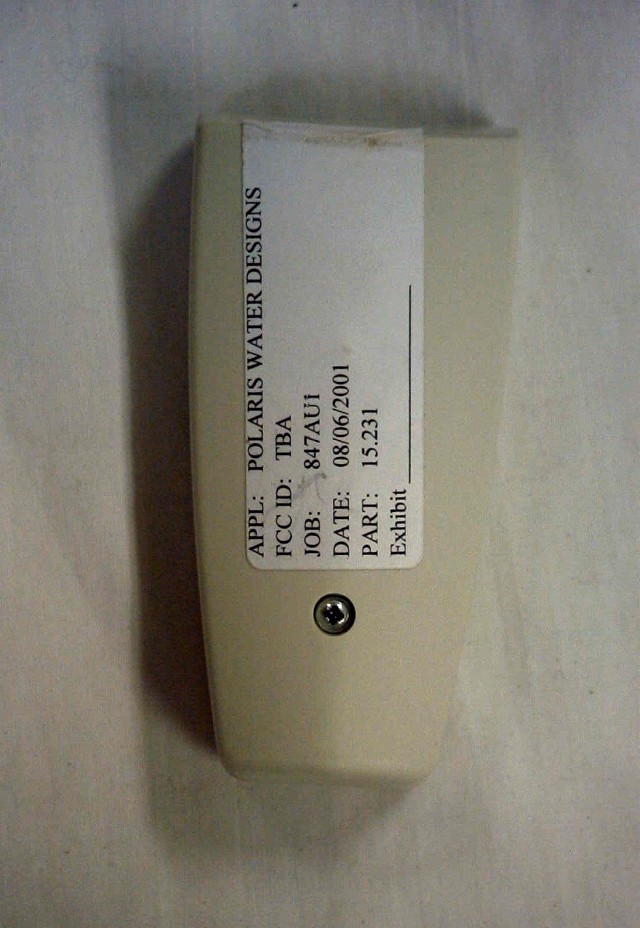 APPL: POLARIS WATER DESIGNS
FCC ID: TBA
JOB: 847AU1
DATE: 08/06/2001
PART: 15.231
Exhibit